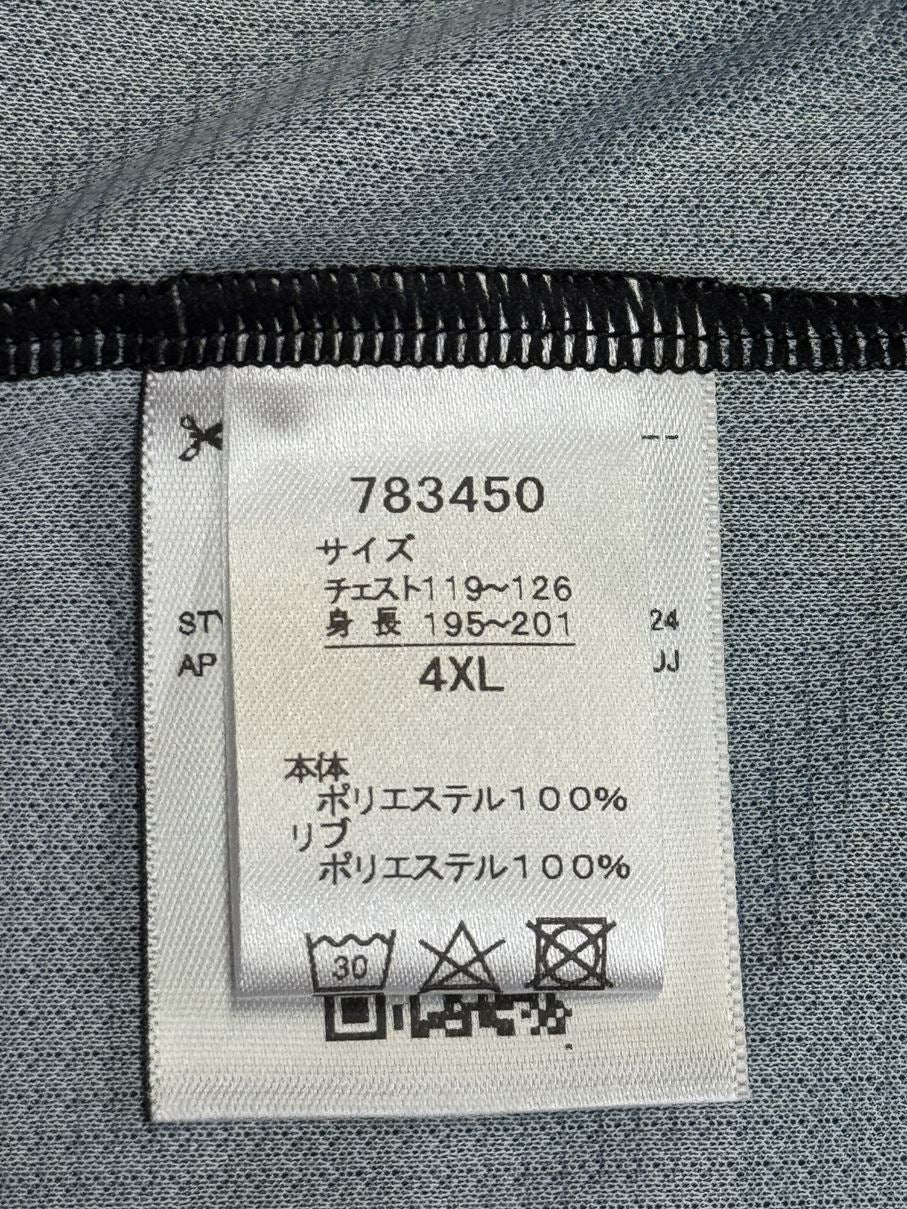 783450
サイズ
チェスト119～126
身長 195～201
4XL
本体
ポリエステル１００％
リブ
ポリエステル１００％
30
24
AP
JJ